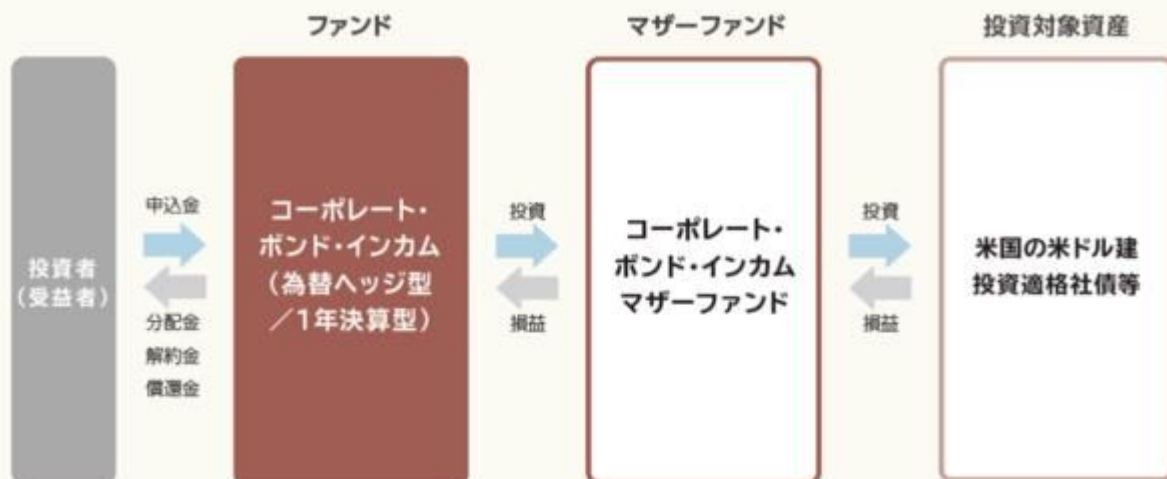 ファンド
マザーファンド
投資対象資産
投資者
(受益者)
申込金
分配金
解約金
償還金
コーポレート・
ボンド・インカム
(為替ヘッジ型
/1年決算型)
投資
損益
コーポレート・
ボンド・インカム
マザーファンド
投資
損益
米国の米ドル建
投資適格社債等